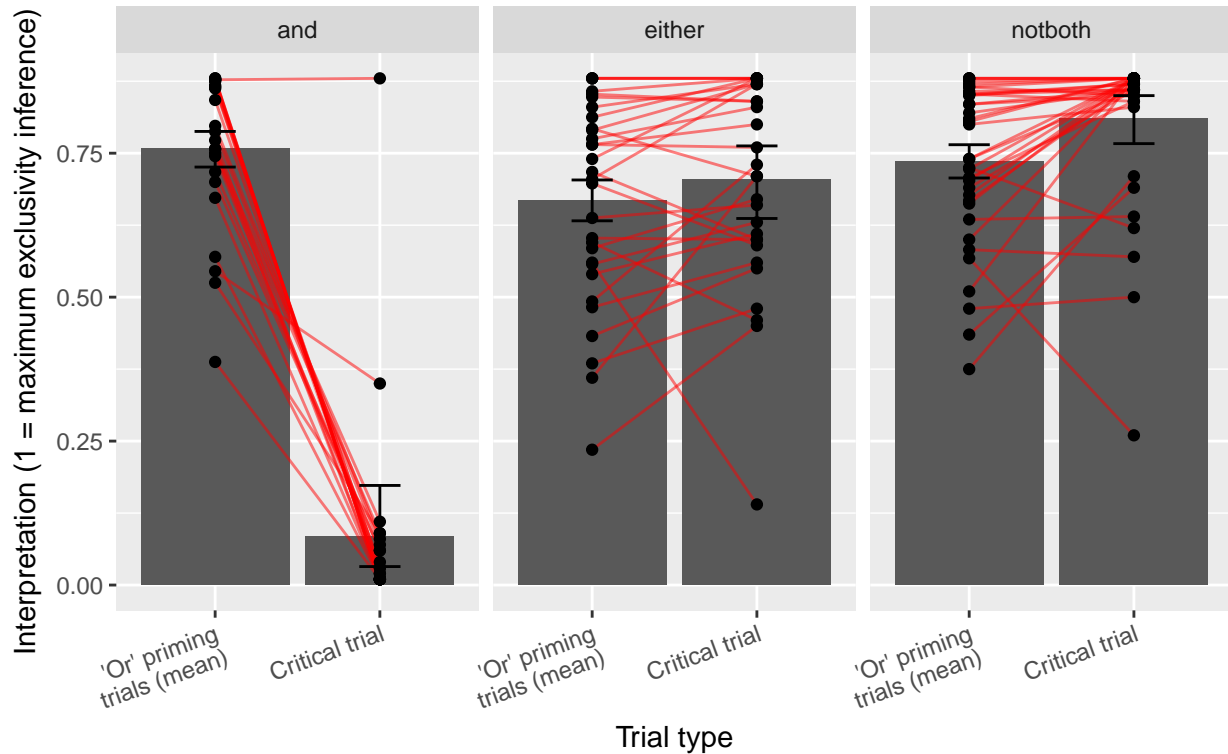 and
either
notboth
Interpretation (1 = maximum exclusivity inference)
0.75
0.50
0.25
0.00
'Or' priming
trials (mean)
Critical trial
'Or' priming
trials (mean)
Critical trial
'Or' priming
trials (mean)
Critical trial
Trial type